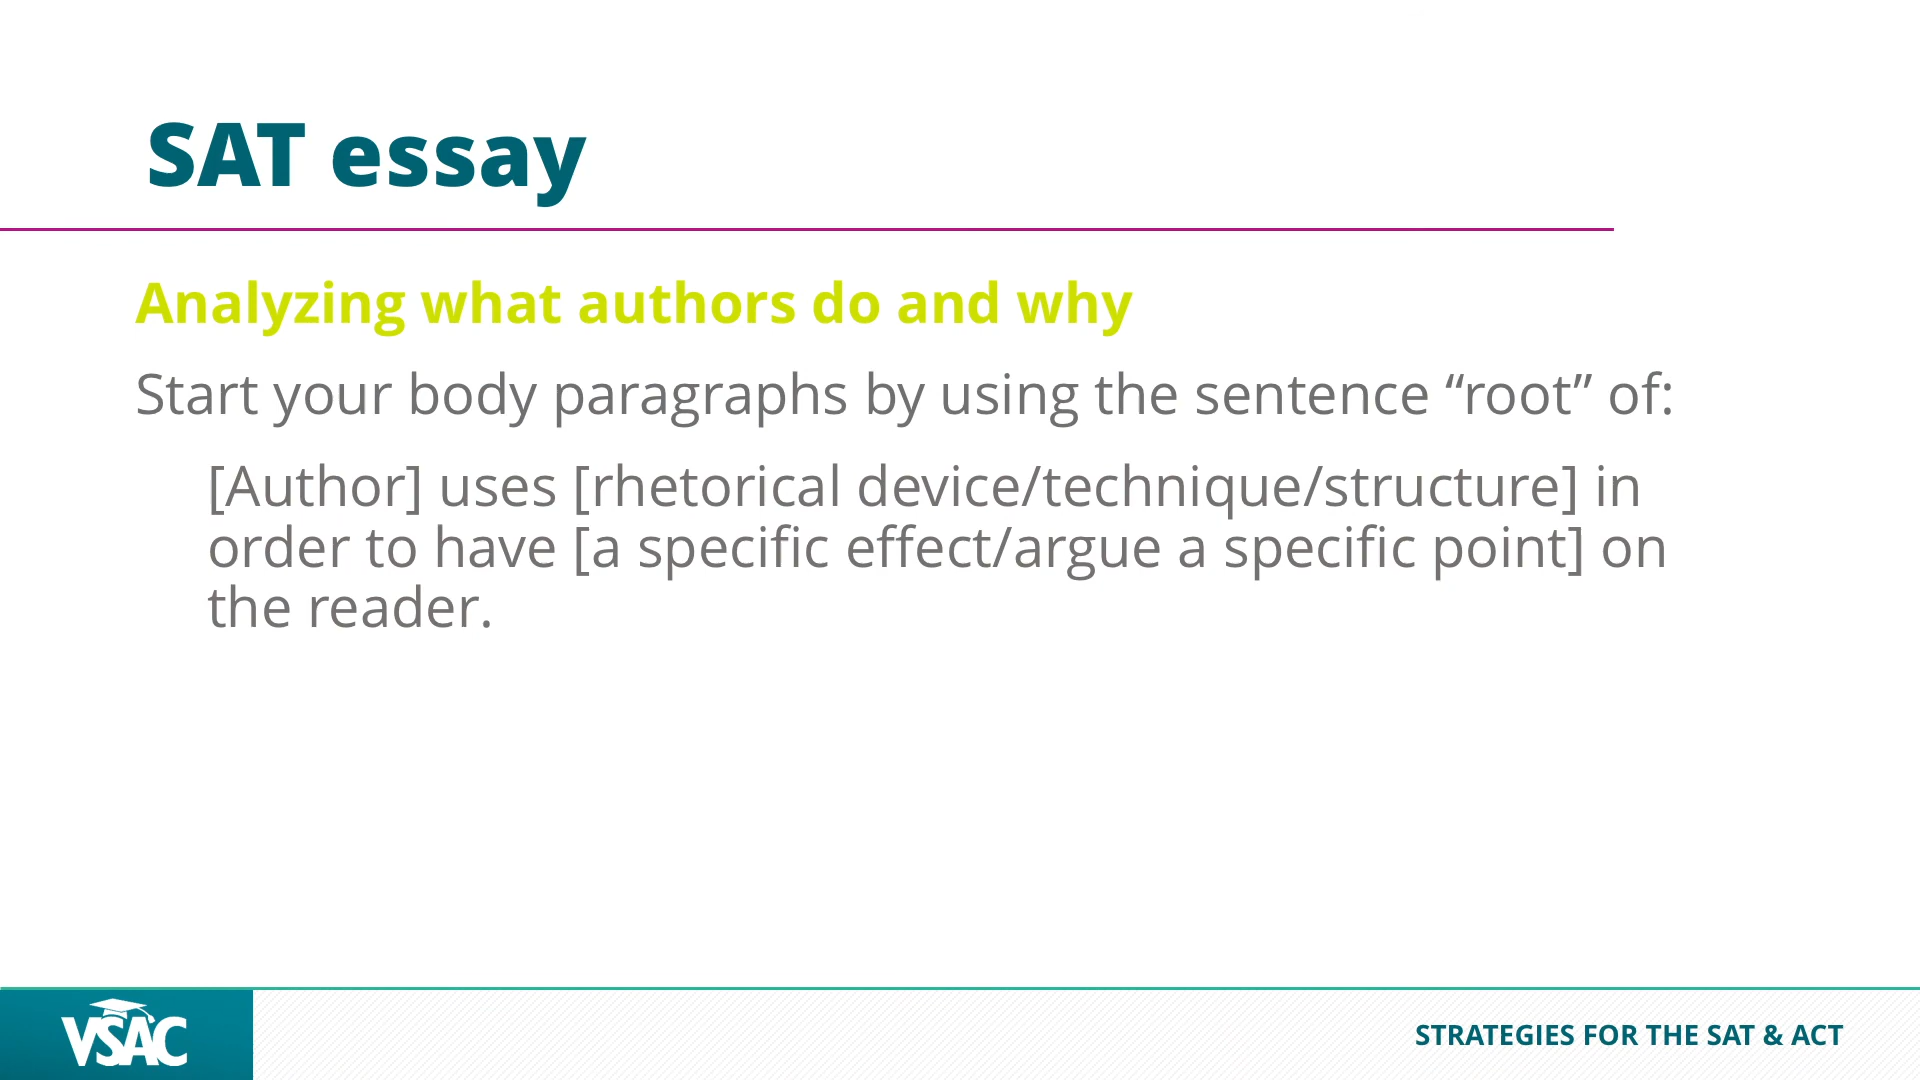 SAT essay
Analyzing what authors do and why
Start your body paragraphs by using the sentence “root” of:
[Author] uses [rhetorical device/technique/structure] in
order to have [a specific effect/argue a specific point] on
the reader.
VSAC
STRATEGIES FOR THE SAT & ACT